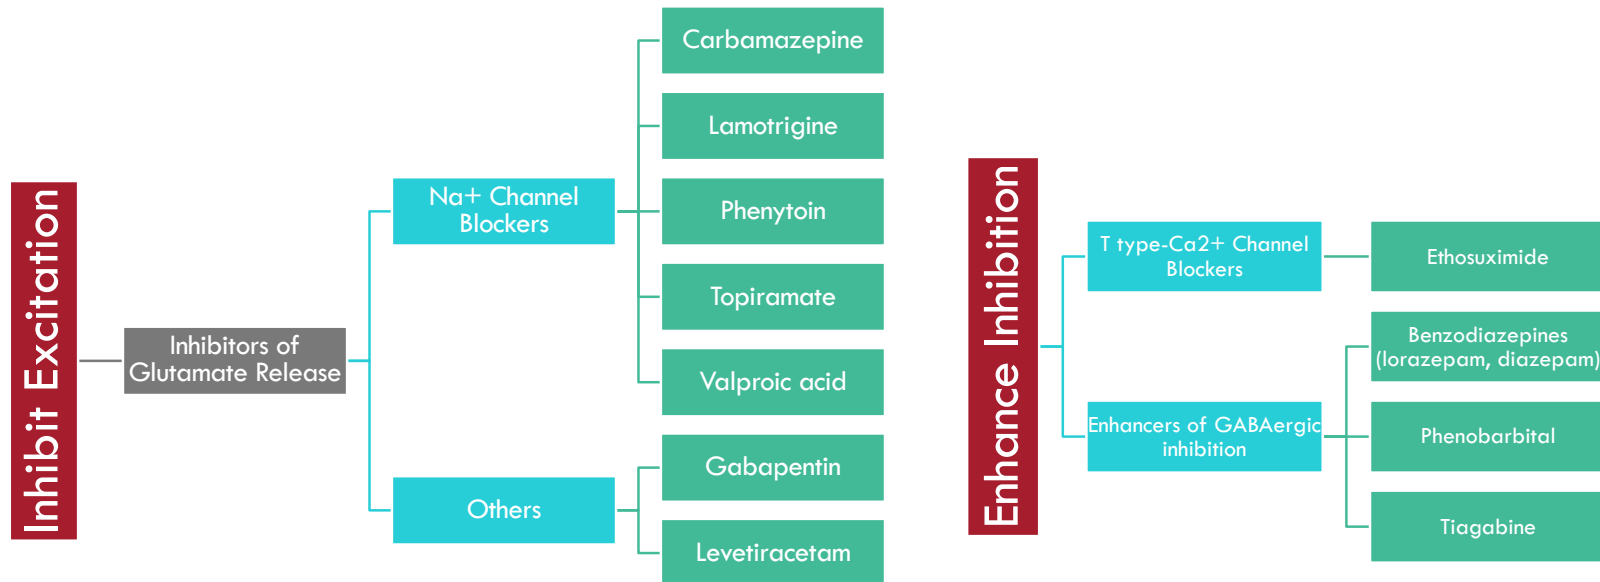 Inhibit Excitation
Inhibitors of
Glutamate Release
Na+ Channel
Blockers
Carbamazepine
Lamotrigine
Phenytoin
Topiramate
Valproic acid
Others
Gabapentin
Levetiracetam
Enhance Inhibition
T type-Ca2+ Channel
Blockers
Ethosuximide
Enhancers of GABAergic
inhibition
Benzodiazepines
(lorazepam, diazepam)
Phenobarbital
Tiagabine